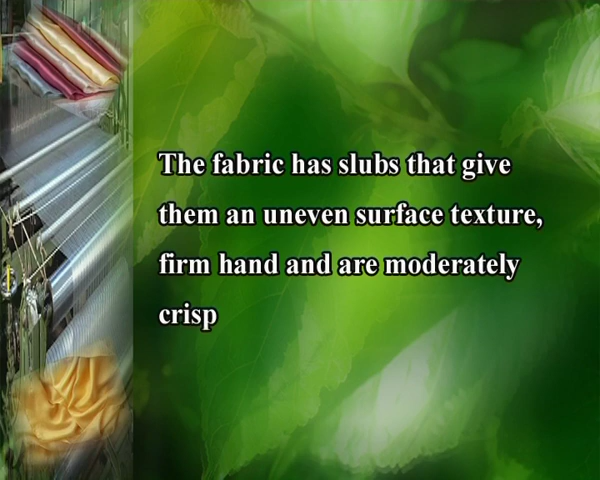 The fabric has slubs that give
them an uneven surface texture,
firm hand and are moderately
crisp